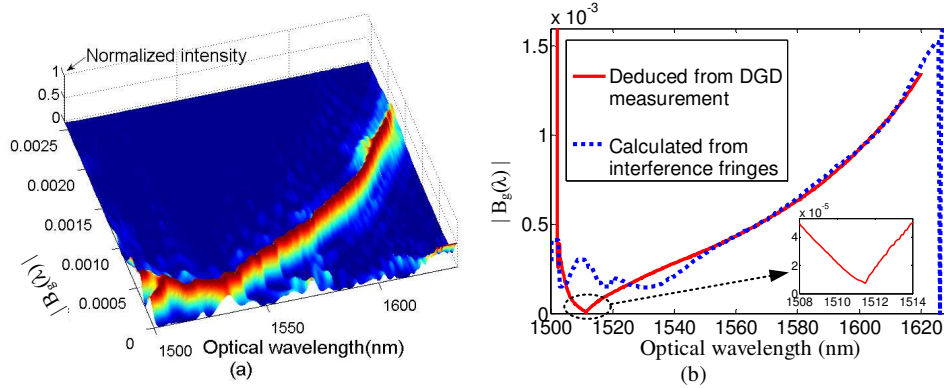 Normalized intensity
1
0.5
0
0.0025
0.0020
0.0015
0.0010
0.0005
0
| B_g(λ) |
1500
1550
1600
Optical wavelength(nm)
(a)
x 10⁻³
1.5
1
0.5
0
| B_g(λ) |
Deduced from DGD
measurement
Calculated from
interference fringes
x 10⁻⁵
4
2
1508 1510 1512 1514
1500 1520 1540 1560 1580 1600 1620
Optical wavelength (nm)
(b)